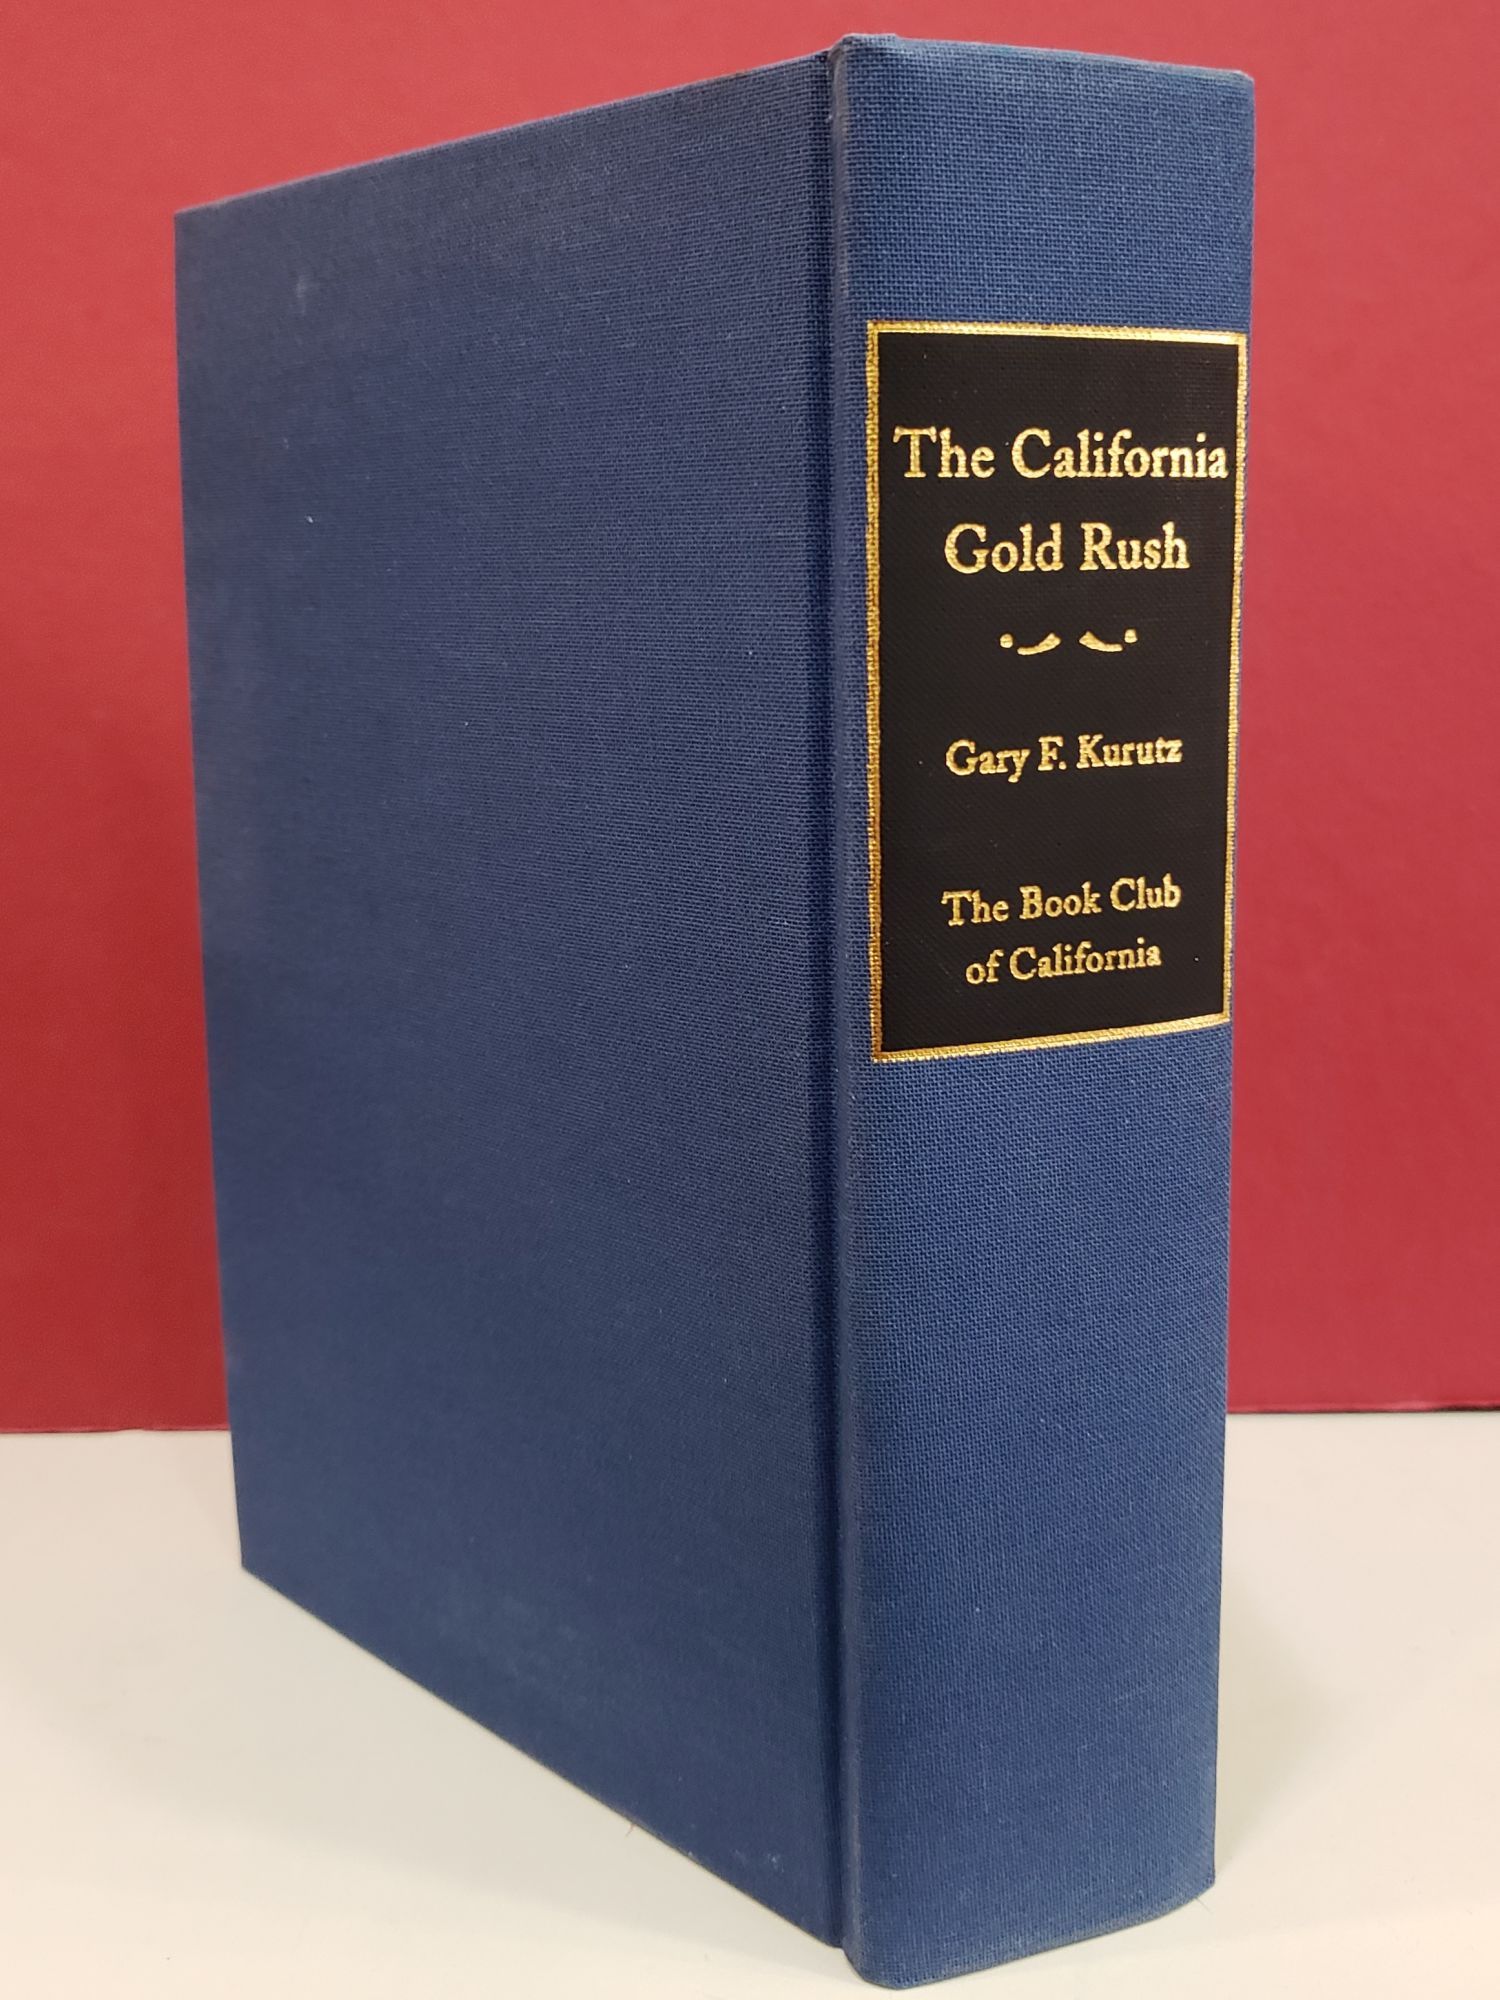 The California
Gold Rush
Gary F. Kurutz
The Book Club
of California